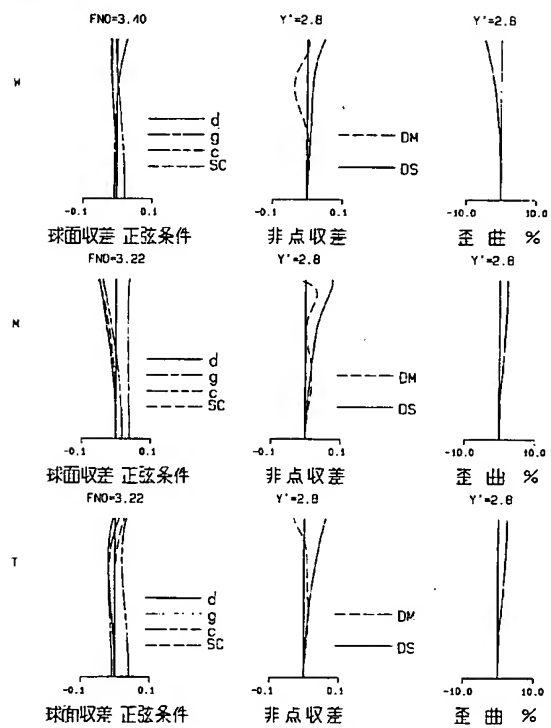 FNO=3.40 Y'=2.8 Y'=2.8
W
d
g
c
SC
DM
DS
-0.1 0.1 -0.1 0.1 -10.0 10.0
球面収差 正弦条件 非点収差 歪曲 %
FNO=3.22 Y'=2.8 Y'=2.8
M
d
g
c
SC
DM
DS
-0.1 0.1 -0.1 0.1 -10.0 10.0
球面収差 正弦条件 非点収差 歪曲 %
FNO=3.22 Y'=2.8 Y'=2.8
T
d
g
c
SC
DM
DS
-0.1 0.1 -0.1 0.1 -10.0 10.0
球面収差 正弦条件 非点収差 歪曲 %